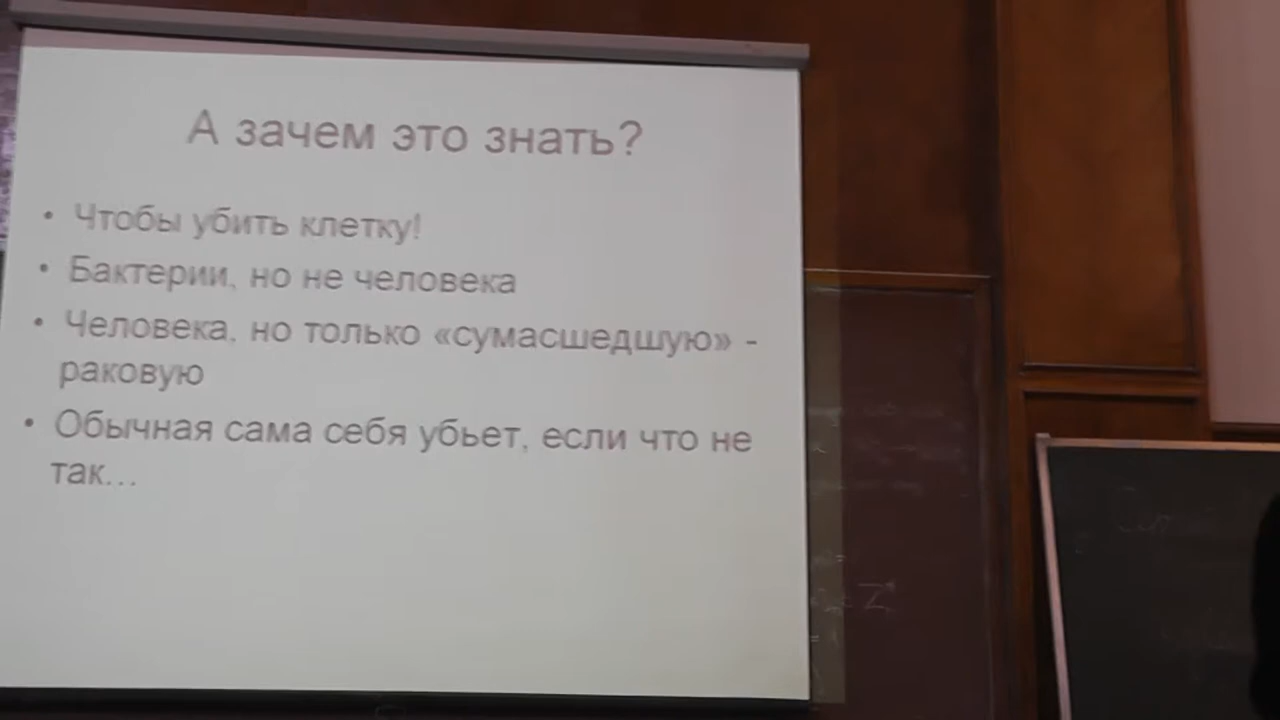 А зачем это знать?
• Чтобы убить клетку!
• Бактерии, но не человека
• Человека, но только «сумасшедшую» -
раковую
• Обычная сама себя убьет, если что не
так...